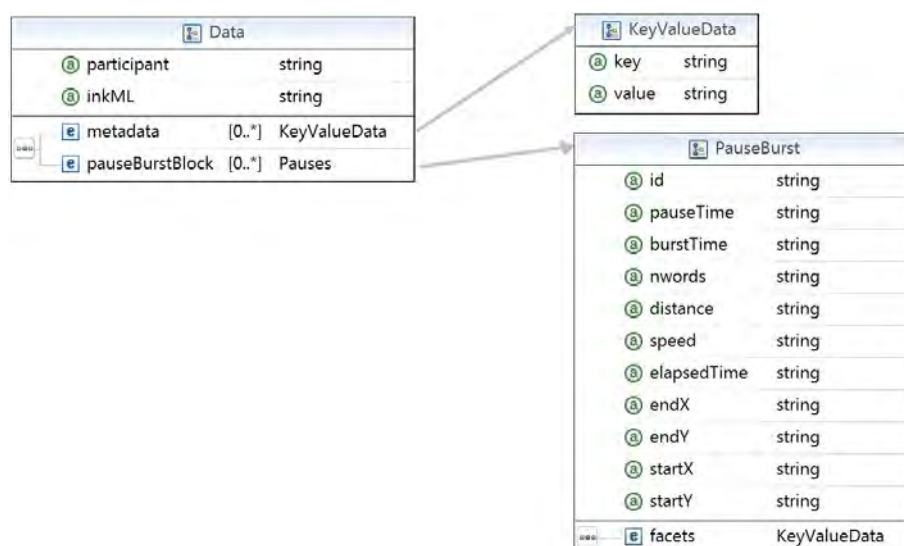 Data
participant string
inkML string
metadata [0..*] KeyValueData
pauseBurstBlock [0..*] Pauses
KeyValueData
key string
value string
PauseBurst
id string
pauseTime string
burstTime string
nwords string
distance string
speed string
elapsedTime string
endX string
endY string
startX string
startY string
facets KeyValueData